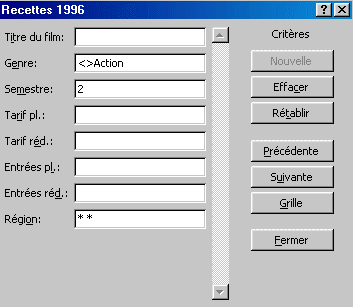 Recettes 1996
Titre du film:
Genre: <>Action
Semestre: 2
Tarif pl.:
Tarif réd.:
Entrées pl.:
Entrées réd.:
Région: * *
Critères
Nouvelle
Effacer
Rétablir
Précédente
Suivante
Grille
Fermer